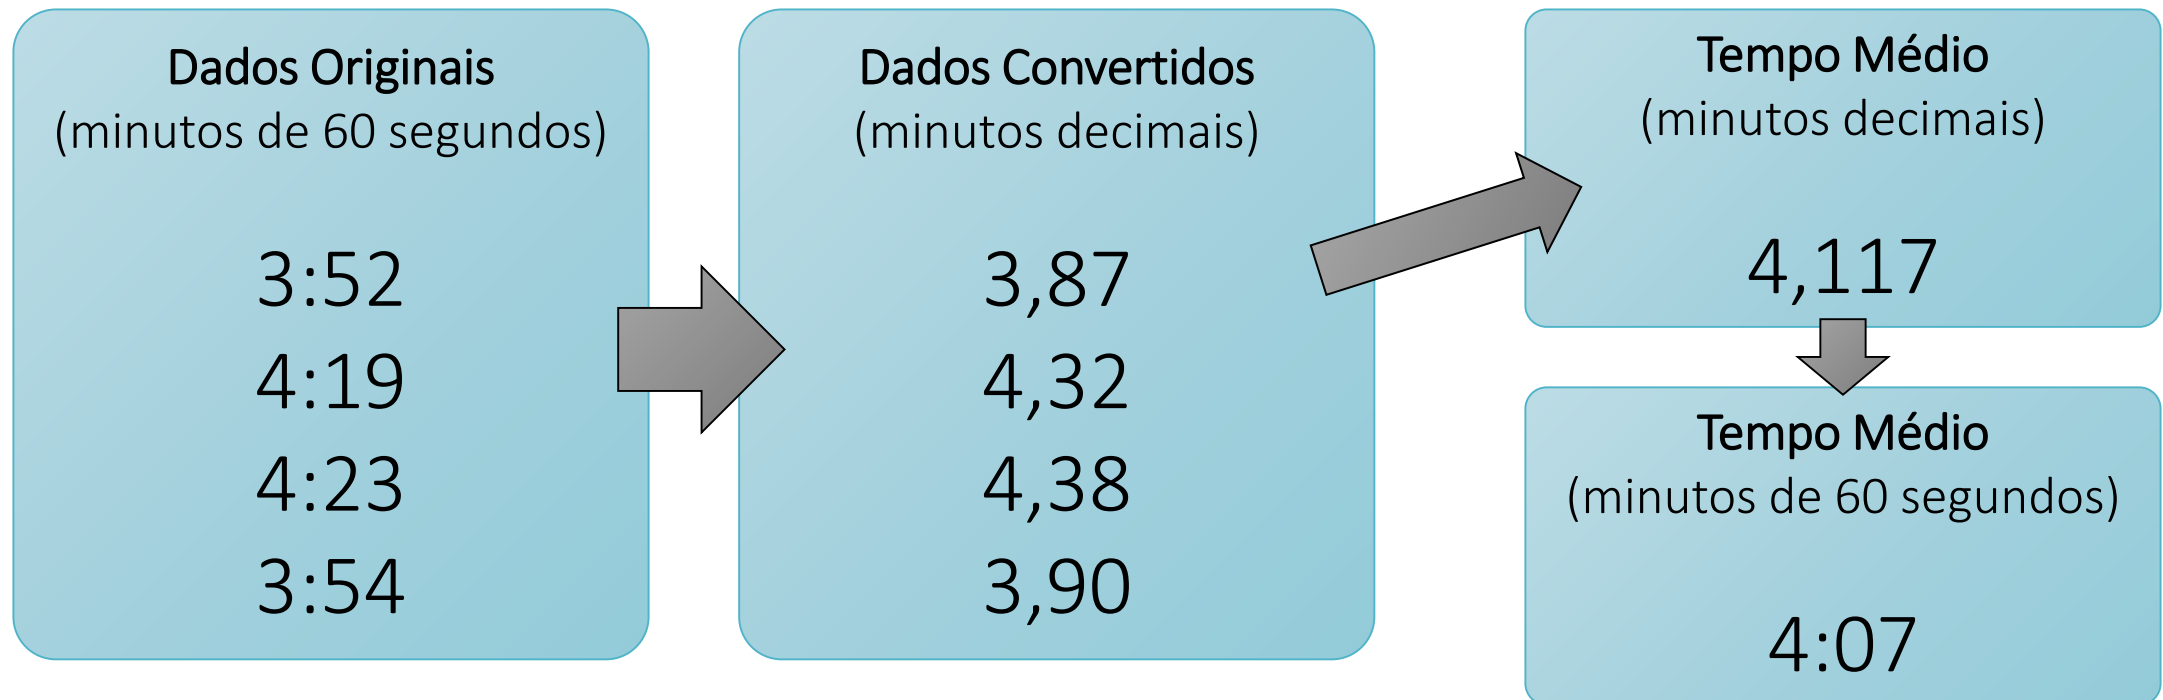 Dados Originais
(minutos de 60 segundos)
3:52
4:19
4:23
3:54
Dados Convertidos
(minutos decimais)
3,87
4,32
4,38
3,90
Tempo Médio
(minutos decimais)
4,117
Tempo Médio
(minutos de 60 segundos)
4:07